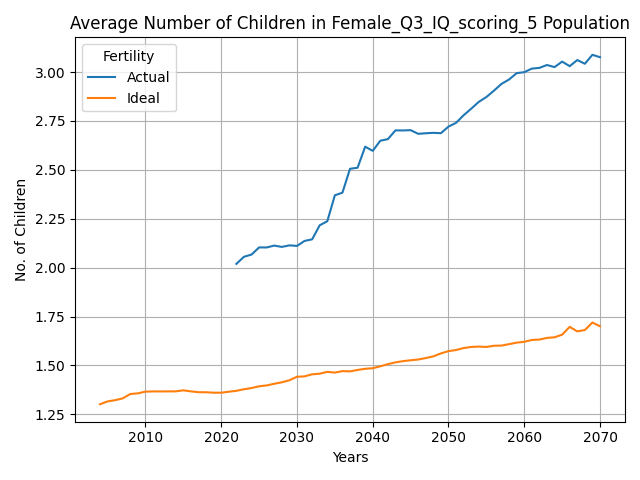 Average Number of Children in Female_Q3_IQ_scoring_5 Population
Fertility
Actual
Ideal
No. of Children
3.00
2.75
2.50
2.25
2.00
1.75
1.50
1.25
2010 2020 2030 2040 2050 2060 2070
Years